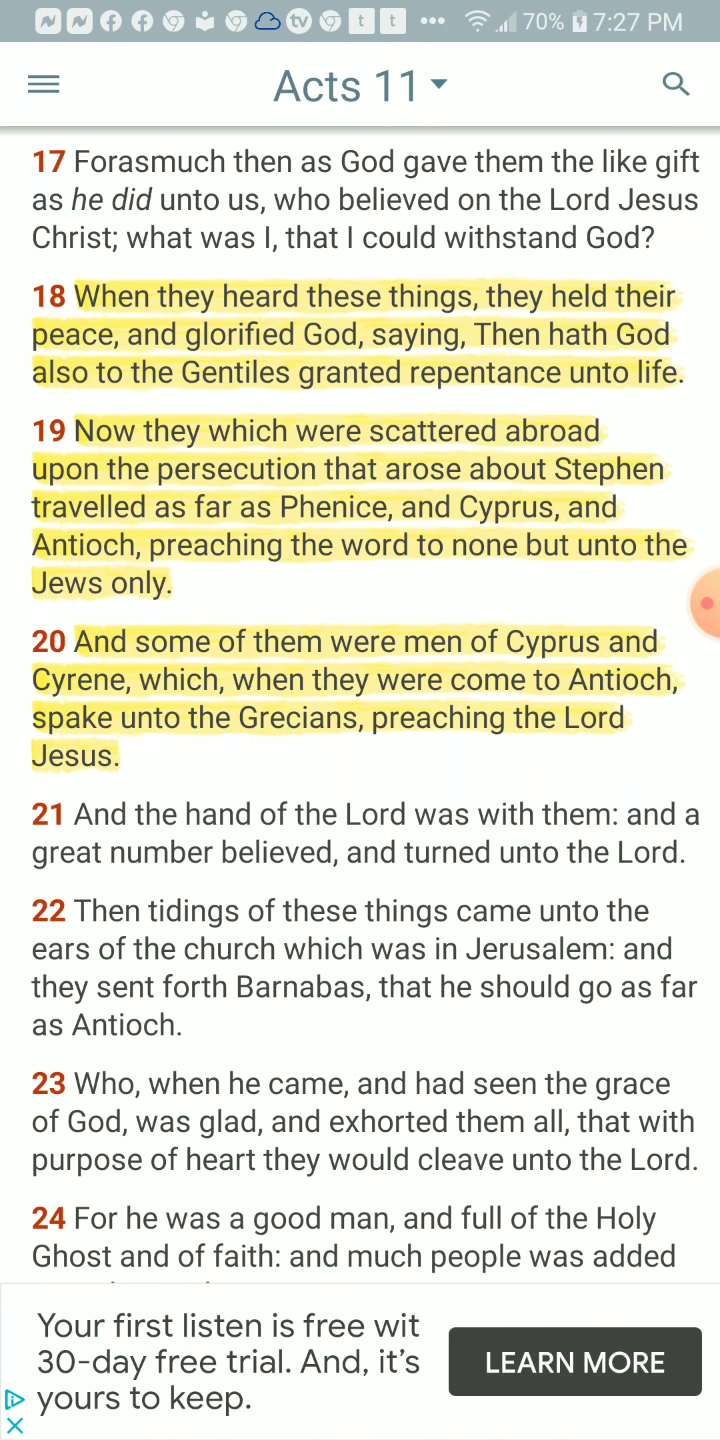 tv
t
t
70%
7:27 PM
Acts 11
17 Forasmuch then as God gave them the like gift
as he did unto us, who believed on the Lord Jesus
Christ; what was I, that I could withstand God?
18 When they heard these things, they held their
peace, and glorified God, saying, Then hath God
also to the Gentiles granted repentance unto life.
19 Now they which were scattered abroad
upon the persecution that arose about Stephen
travelled as far as Phenice, and Cyprus, and
Antioch, preaching the word to none but unto the
Jews only.
20 And some of them were men of Cyprus and
Cyrene, which, when they were come to Antioch,
spake unto the Grecians, preaching the Lord
Jesus.
21 And the hand of the Lord was with them: and a
great number believed, and turned unto the Lord.
22 Then tidings of these things came unto the
ears of the church which was in Jerusalem: and
they sent forth Barnabas, that he should go as far
as Antioch.
23 Who, when he came, and had seen the grace
of God, was glad, and exhorted them all, that with
purpose of heart they would cleave unto the Lord.
24 For he was a good man, and full of the Holy
Ghost and of faith: and much people was added
Your first listen is free wit
30-day free trial. And, it's
yours to keep.
LEARN MORE